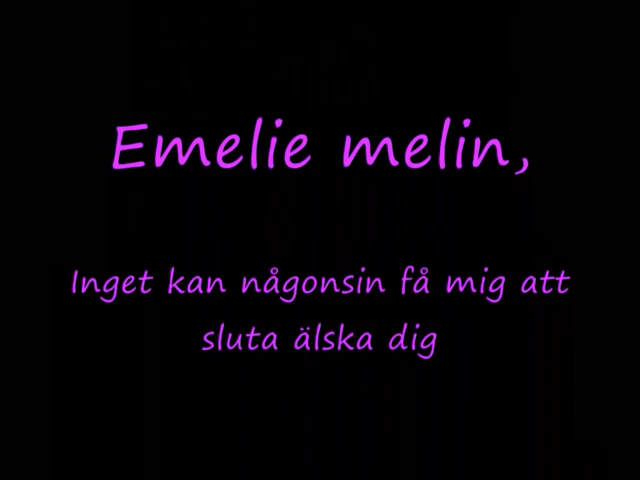 Emelie melin,
Inget kan någonsin få mig att
sluta älska dig